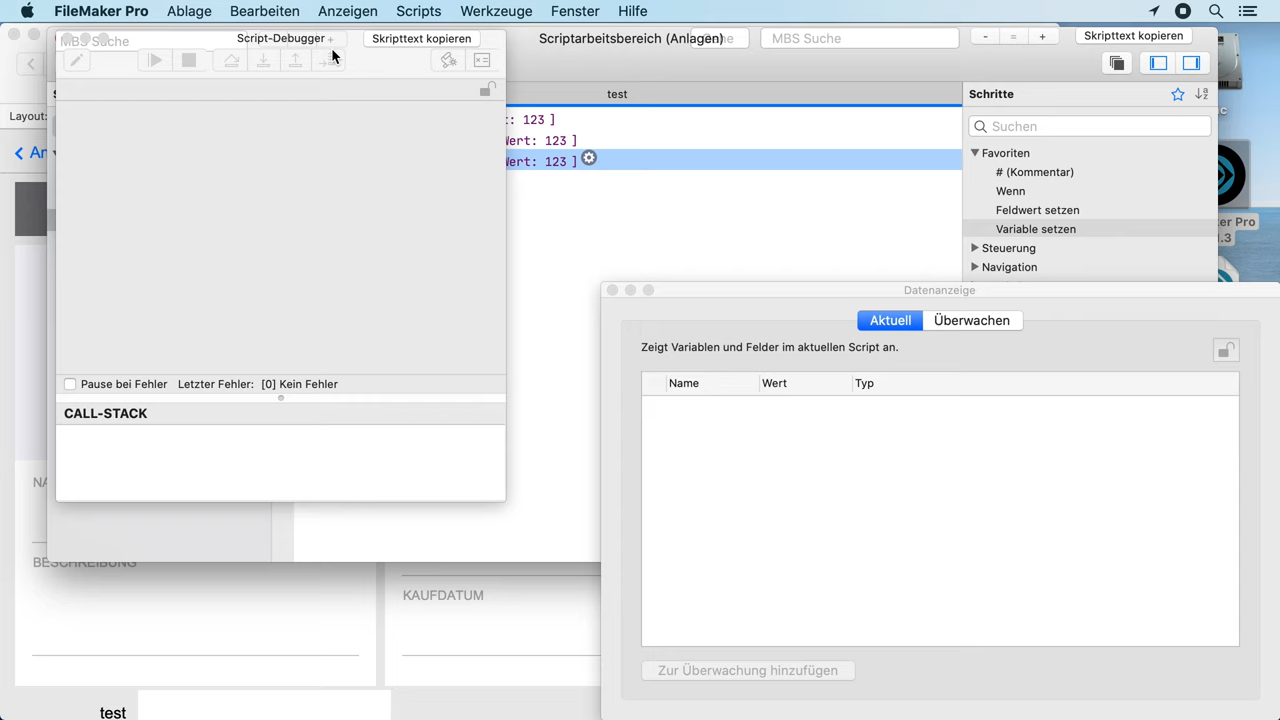 FileMaker Pro Ablage Bearbeiten Anzeigen Scripts Werkzeuge Fenster Hilfe
MBS Suche Script-Debugger + Skripttext kopieren
Scriptarbeitsbereich (Anlagen) MBS Suche - = + Skripttext kopieren
Layout:
test
: 123 ]
Wert: 123 ]
Wert: 123 ]
Schritte
Suchen
Favoriten
# (Kommentar)
Wenn
Feldwert setzen
Variable setzen
Steuerung
Navigation
Pause bei Fehler Letzter Fehler: [0] Kein Fehler
CALL-STACK
Datenanzeige
Aktuell Überwachen
Zeigt Variablen und Felder im aktuellen Script an.
Name Wert Typ
Zur Überwachung hinzufügen
BESCHREIBUNG
KAUFDATUM
test